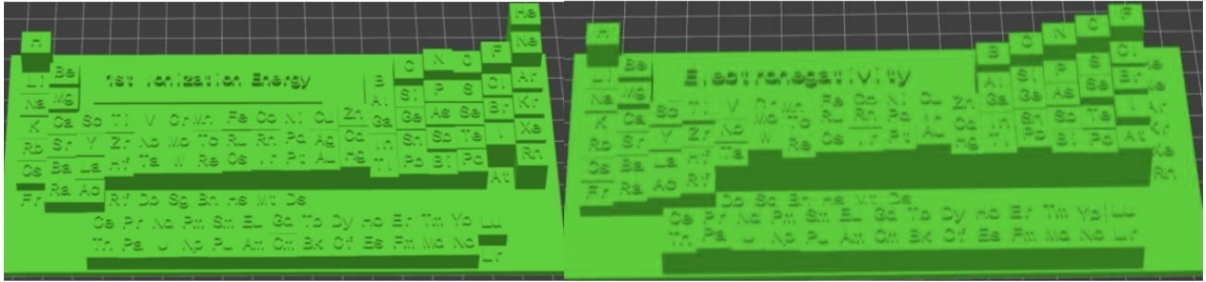 H He
Li Be B C N O F Ne
1st Ionization Energy
Na Mg Al Si P S Cl Ar
K Ca Sc Ti V Cr Mn Fe Co Ni Cu Zn Ga Ge As Se Br Kr
Rb Sr Y Zr Nb Mo Tc Ru Rh Pd Ag Cd In Sn Sb Te I Xe
Cs Ba La Hf Ta W Re Os Ir Pt Au Hg Pb Bi Po At Rn
Fr Ra Ac Rf Db Sg Bh Hs Mt Ds
Ce Pr Nd Pm Sm Eu Gd Tb Dy Ho Er Tm Yb Lu
Th Pa U Np Pu Am Cm Bk Cf Es Fm Md No Lr
H
Li Be B C N O F
Electronegativity
Na Mg Al Si P S Cl
K Ca Sc Ti V Cr Mn Fe Co Ni Cu Zn Ga Ge As Se Br Kr
Rb Sr Y Zr Nb In Sn Sb Te I Xe
Cs Ba La Hf Ta W Re Os Ir Pt Au Hg Tl Pb Bi Po At Rn
Fr Ra Ac Rf Db Sg Bh Hs Mt Ds
Ce Pr Nd Pm Sm Eu Gd Tb Dy Ho Er Tm Yb Lu
Th Pa U Np Pu Am Cm Bk Cf Es Fm Md No Lr